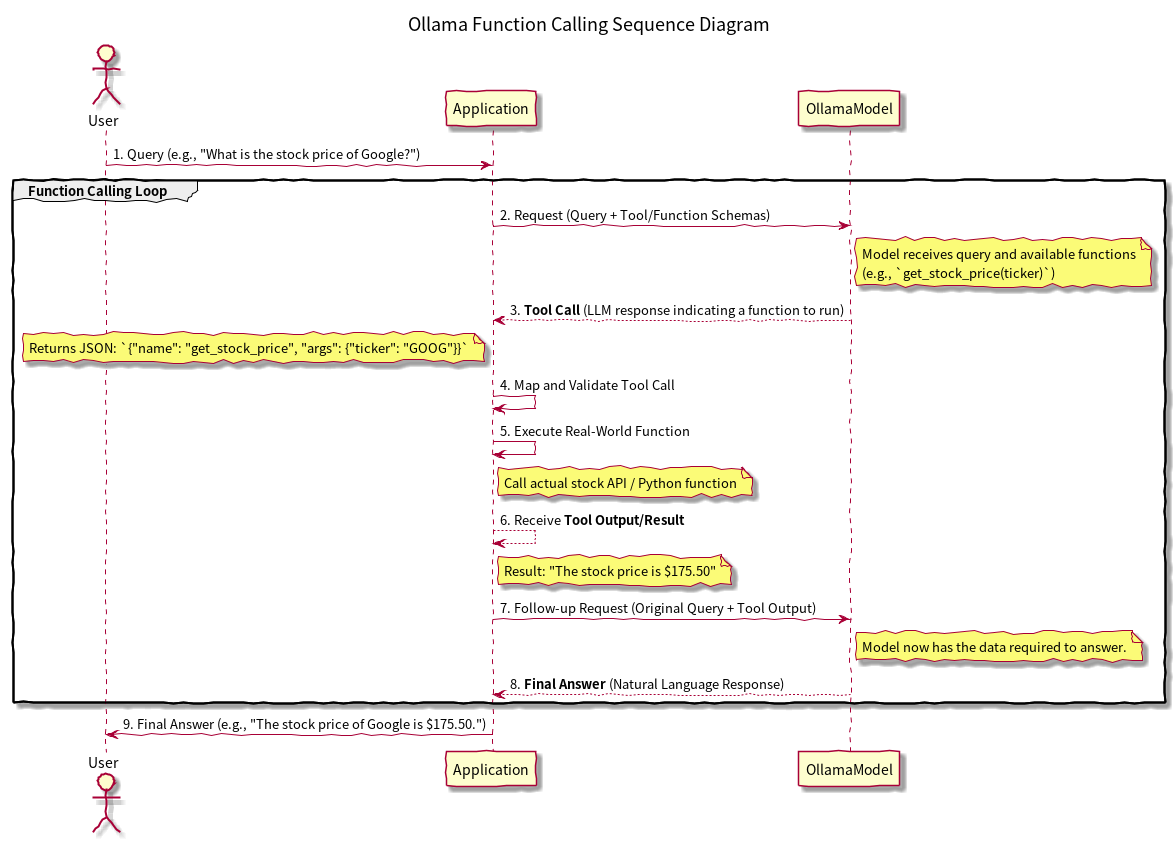 Ollama Function Calling Sequence Diagram
User
Application
OllamaModel
1. Query (e.g., "What is the stock price of Google?")
Function Calling Loop
2. Request (Query + Tool/Function Schemas)
Model receives query and available functions
(e.g., `get_stock_price(ticker)`)
3. Tool Call (LLM response indicating a function to run)
Returns JSON: `{"name": "get_stock_price", "args": {"ticker": "GOOG"}}`
4. Map and Validate Tool Call
5. Execute Real-World Function
Call actual stock API / Python function
6. Receive Tool Output/Result
Result: "The stock price is $175.50"
7. Follow-up Request (Original Query + Tool Output)
Model now has the data required to answer.
8. Final Answer (Natural Language Response)
9. Final Answer (e.g., "The stock price of Google is $175.50.")
User
Application
OllamaModel